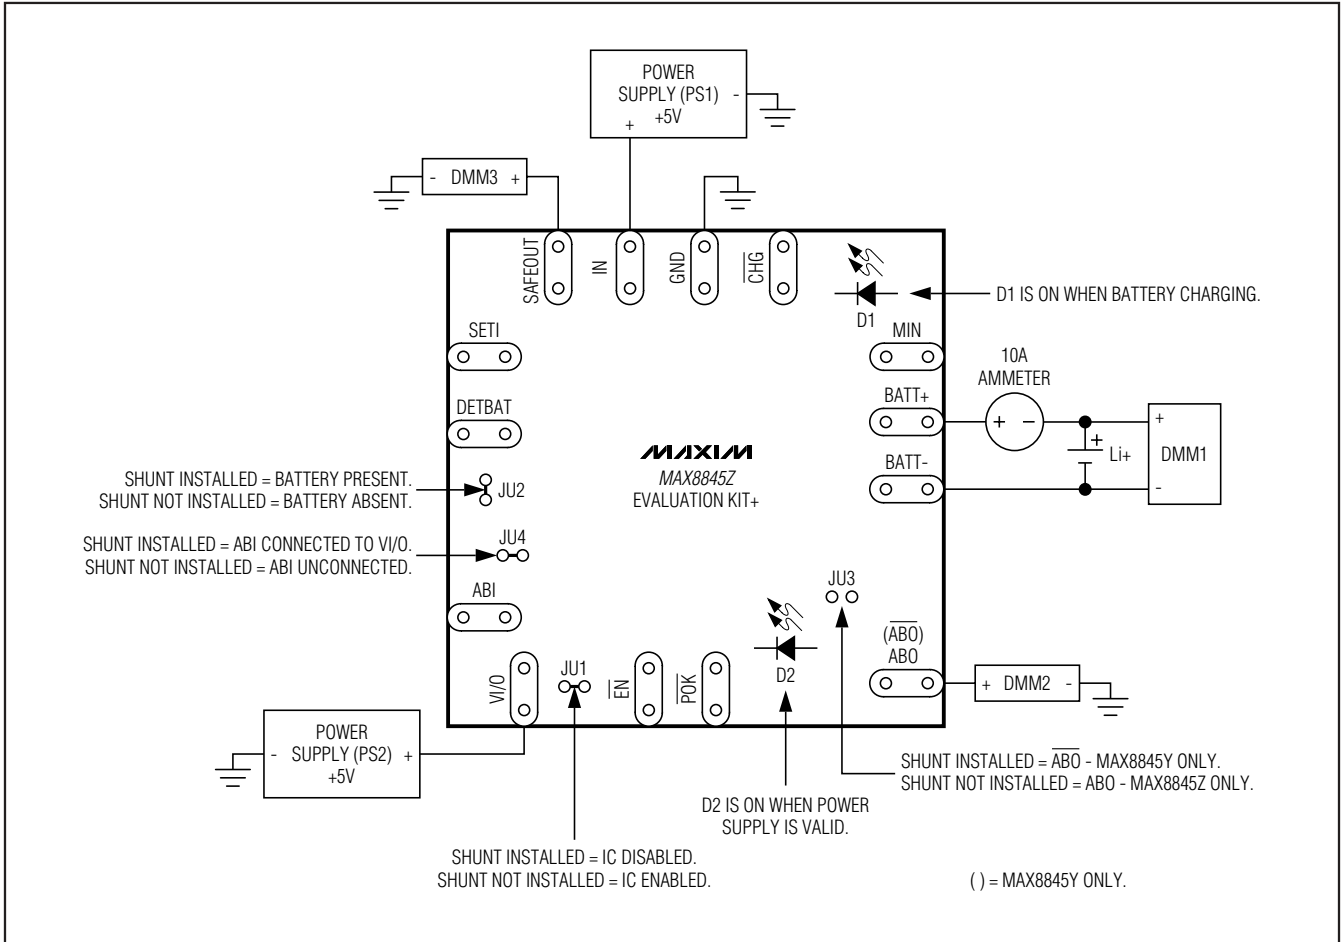 POWER
SUPPLY (PS1) -
+5V
+
- DMM3 +
SAFEOUT
IN
GND
CHG
D1 IS ON WHEN BATTERY CHARGING.
D1
SETI
MIN
10A
AMMETER
DETBAT
BATT+
+ -
+
Li+
+
DMM1
-
BATT-
MAXIM
MAX8845Z
EVALUATION KIT+
SHUNT INSTALLED = BATTERY PRESENT.
SHUNT NOT INSTALLED = BATTERY ABSENT.
JU2
SHUNT INSTALLED = ABI CONNECTED TO VI/O.
SHUNT NOT INSTALLED = ABI UNCONNECTED.
JU4
ABI
JU3
(A̅B̅O̅)
ABO
+ DMM2 -
D2
VI/O
JU1
E̅N̅
P̅O̅K̅
POWER
- SUPPLY (PS2) +
+5V
SHUNT INSTALLED = A̅B̅O̅ - MAX8845Y ONLY.
SHUNT NOT INSTALLED = ABO - MAX8845Z ONLY.
D2 IS ON WHEN POWER
SUPPLY IS VALID.
SHUNT INSTALLED = IC DISABLED.
SHUNT NOT INSTALLED = IC ENABLED.
( ) = MAX8845Y ONLY.